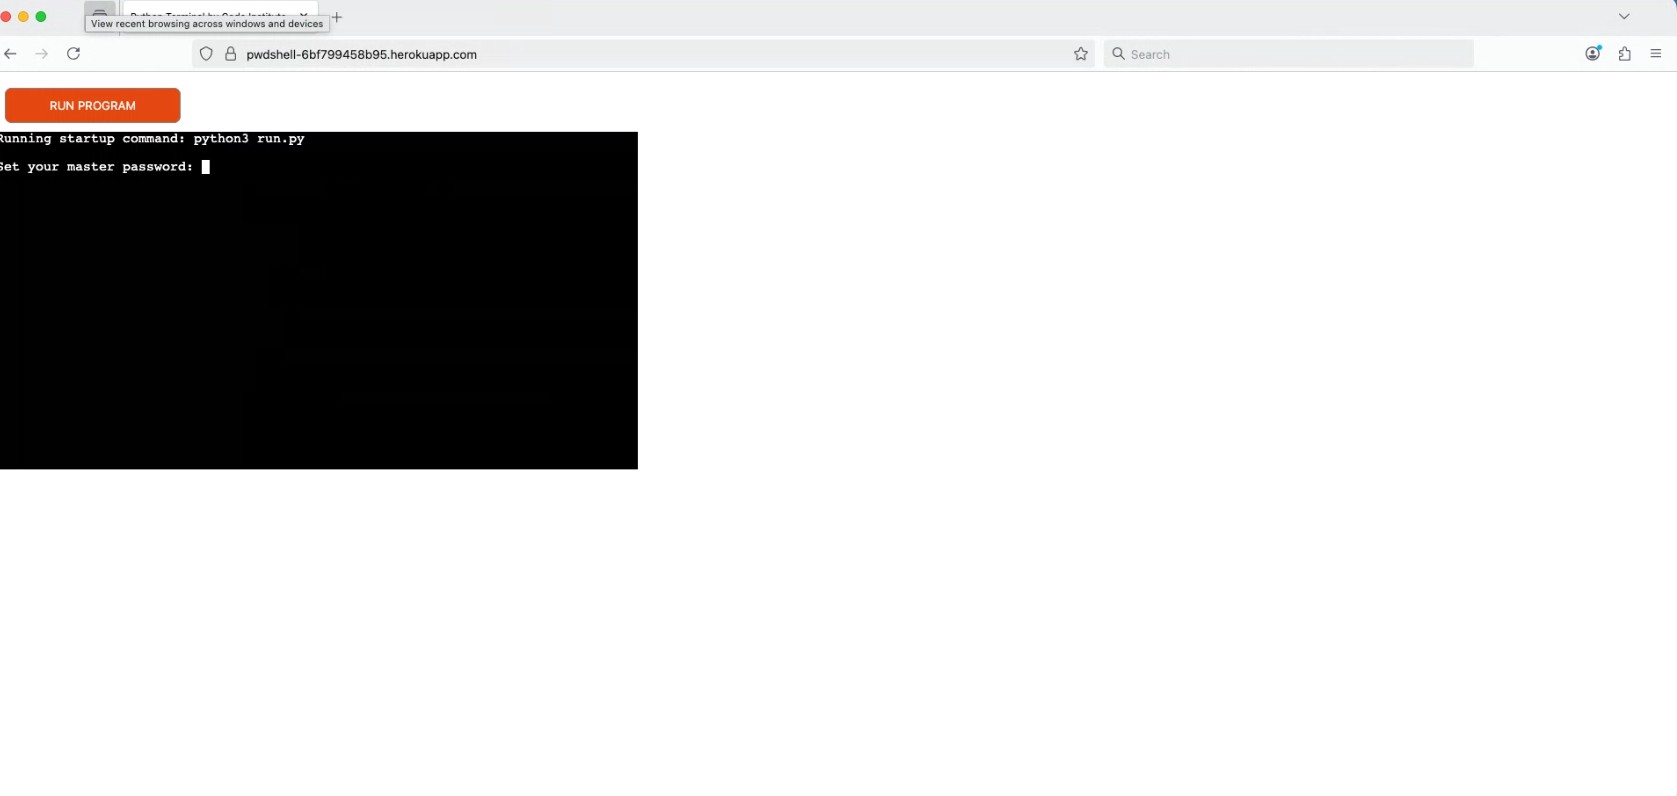 View recent browsing across windows and devices
pwdshell-6bf799458b95.herokuapp.com
Search
RUN PROGRAM
Running startup command: python3 run.py
Set your master password: